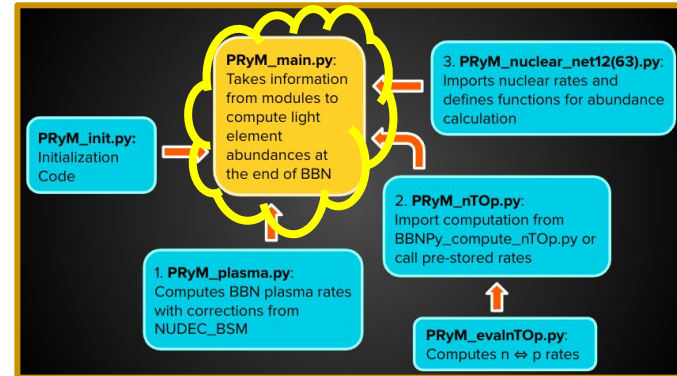 PRyM_main.py:
Takes information
from modules to
compute light
element
abundances at
the end of BBN
3. PRyM_nuclear_net12(63).py:
Imports nuclear rates and
defines functions for abundance
calculation
PRyM_init.py:
Initialization
Code
2. PRyM_nTOp.py:
Import computation from
BBNPy_compute_nTOp.py or
call pre-stored rates
1. PRyM_plasma.py:
Computes BBN plasma rates
with corrections from
NUDEC_BSM
PRyM_evalnTOp.py:
Computes n ⇔ p rates